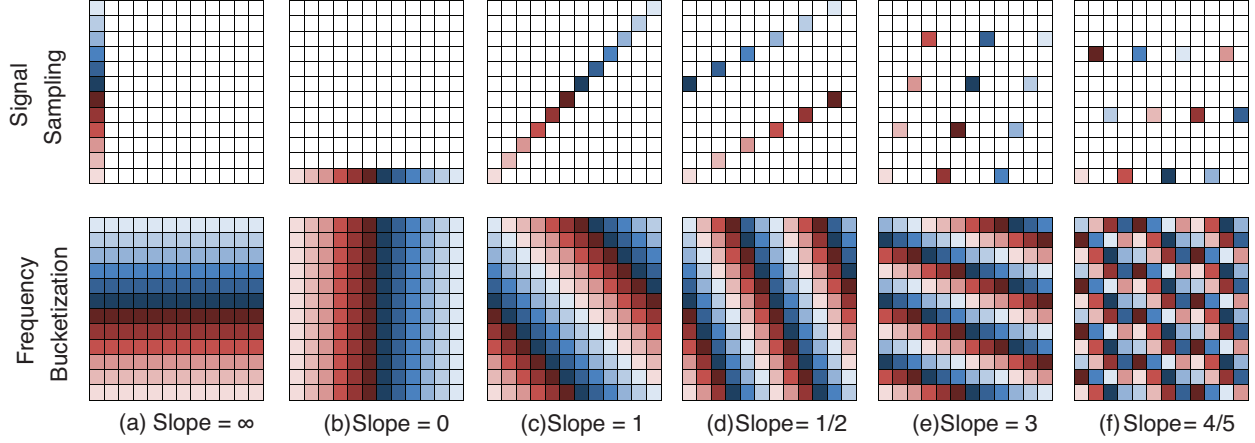 Signal
Sampling
Frequency
Bucketization
(a) Slope = ∞
(b)Slope = 0
(c)Slope = 1
(d)Slope= 1/2
(e)Slope = 3
(f)Slope= 4/5